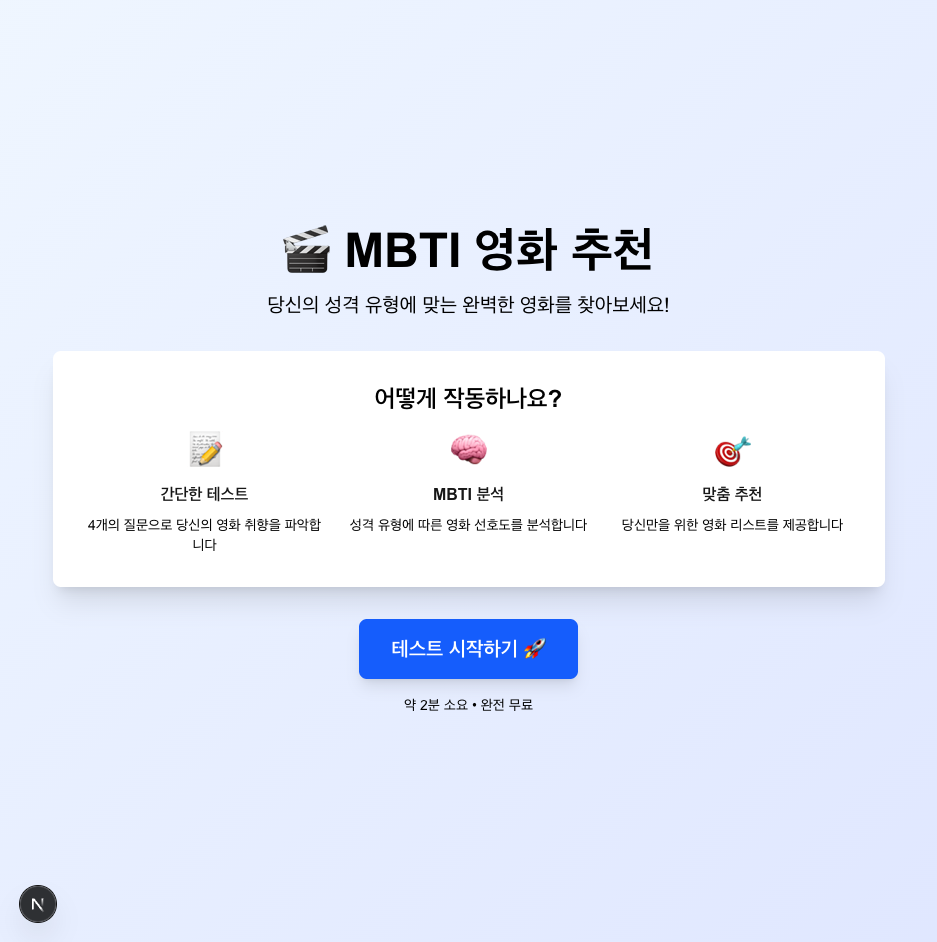 🎬 MBTI 영화 추천
당신의 성격 유형에 맞는 완벽한 영화를 찾아보세요!
어떻게 작동하나요?
간단한 테스트
4개의 질문으로 당신의 영화 취향을 파악합
니다
MBTI 분석
성격 유형에 따른 영화 선호도를 분석합니다
맞춤 추천
당신만을 위한 영화 리스트를 제공합니다
테스트 시작하기 🚀
약 2분 소요 • 완전 무료
N